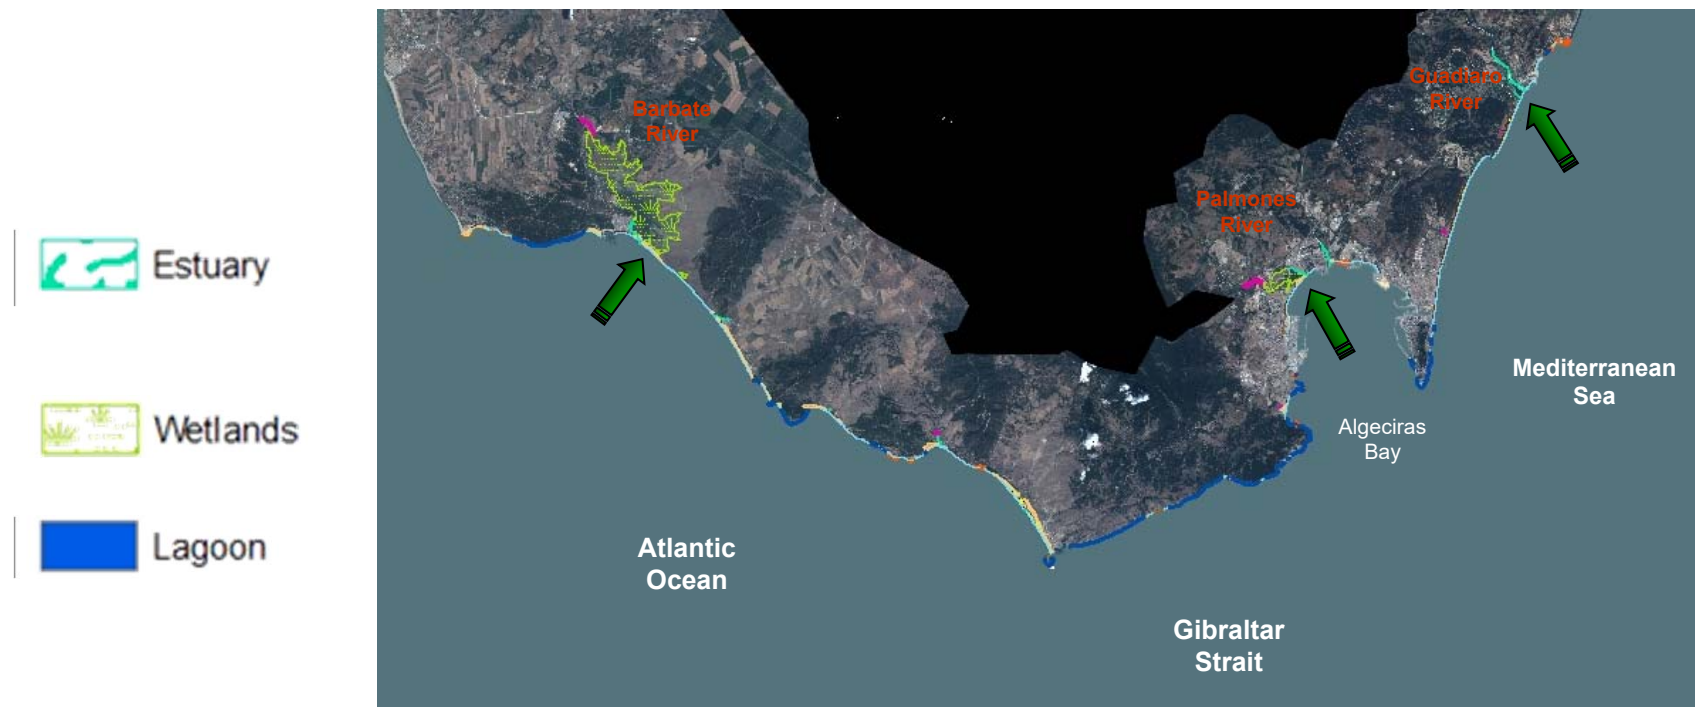 Estuary
Wetlands
Lagoon
Barbate
River
Guadiaro
River
Palmones
River
Mediterranean
Sea
Algeciras
Bay
Atlantic
Ocean
Gibraltar
Strait